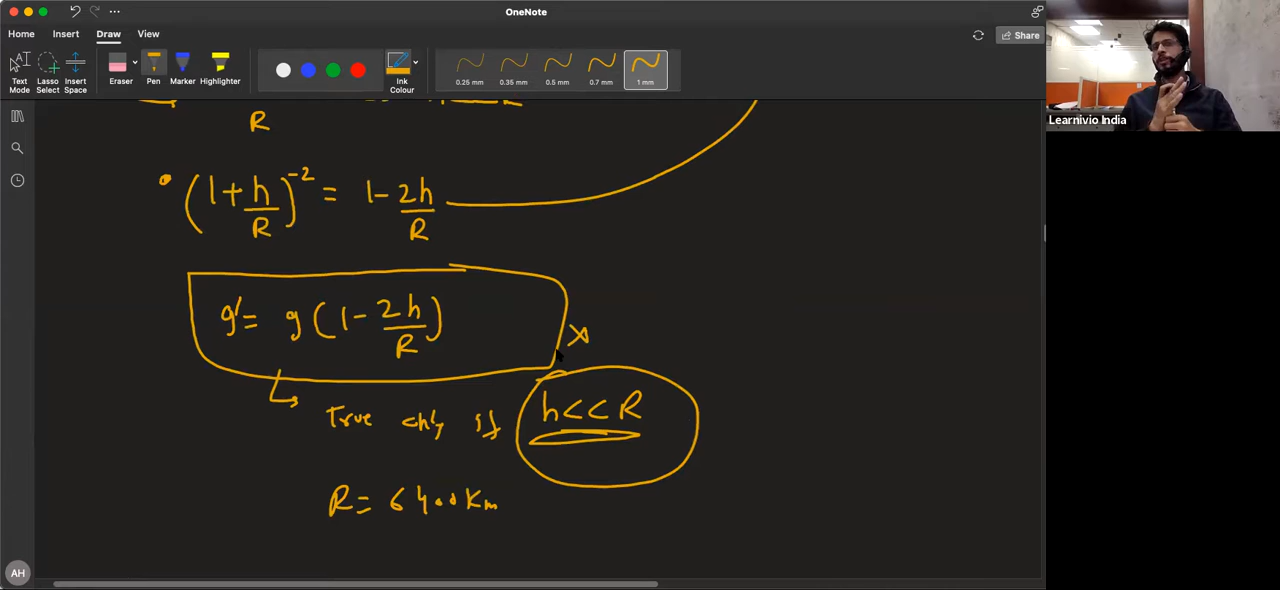 OneNote
Home Insert Draw View
Share
Text Mode
Lasso Select
Insert Space
Eraser
Pen
Marker
Highlighter
Ink Colour
0.25 mm
0.35 mm
0.5 mm
0.7 mm
1 mm
Learnivio India
R
(1+h/R)^-2 = 1-2h/R
g'= g(1-2h/R)
True only if h<<R
R= 6400Km
AH